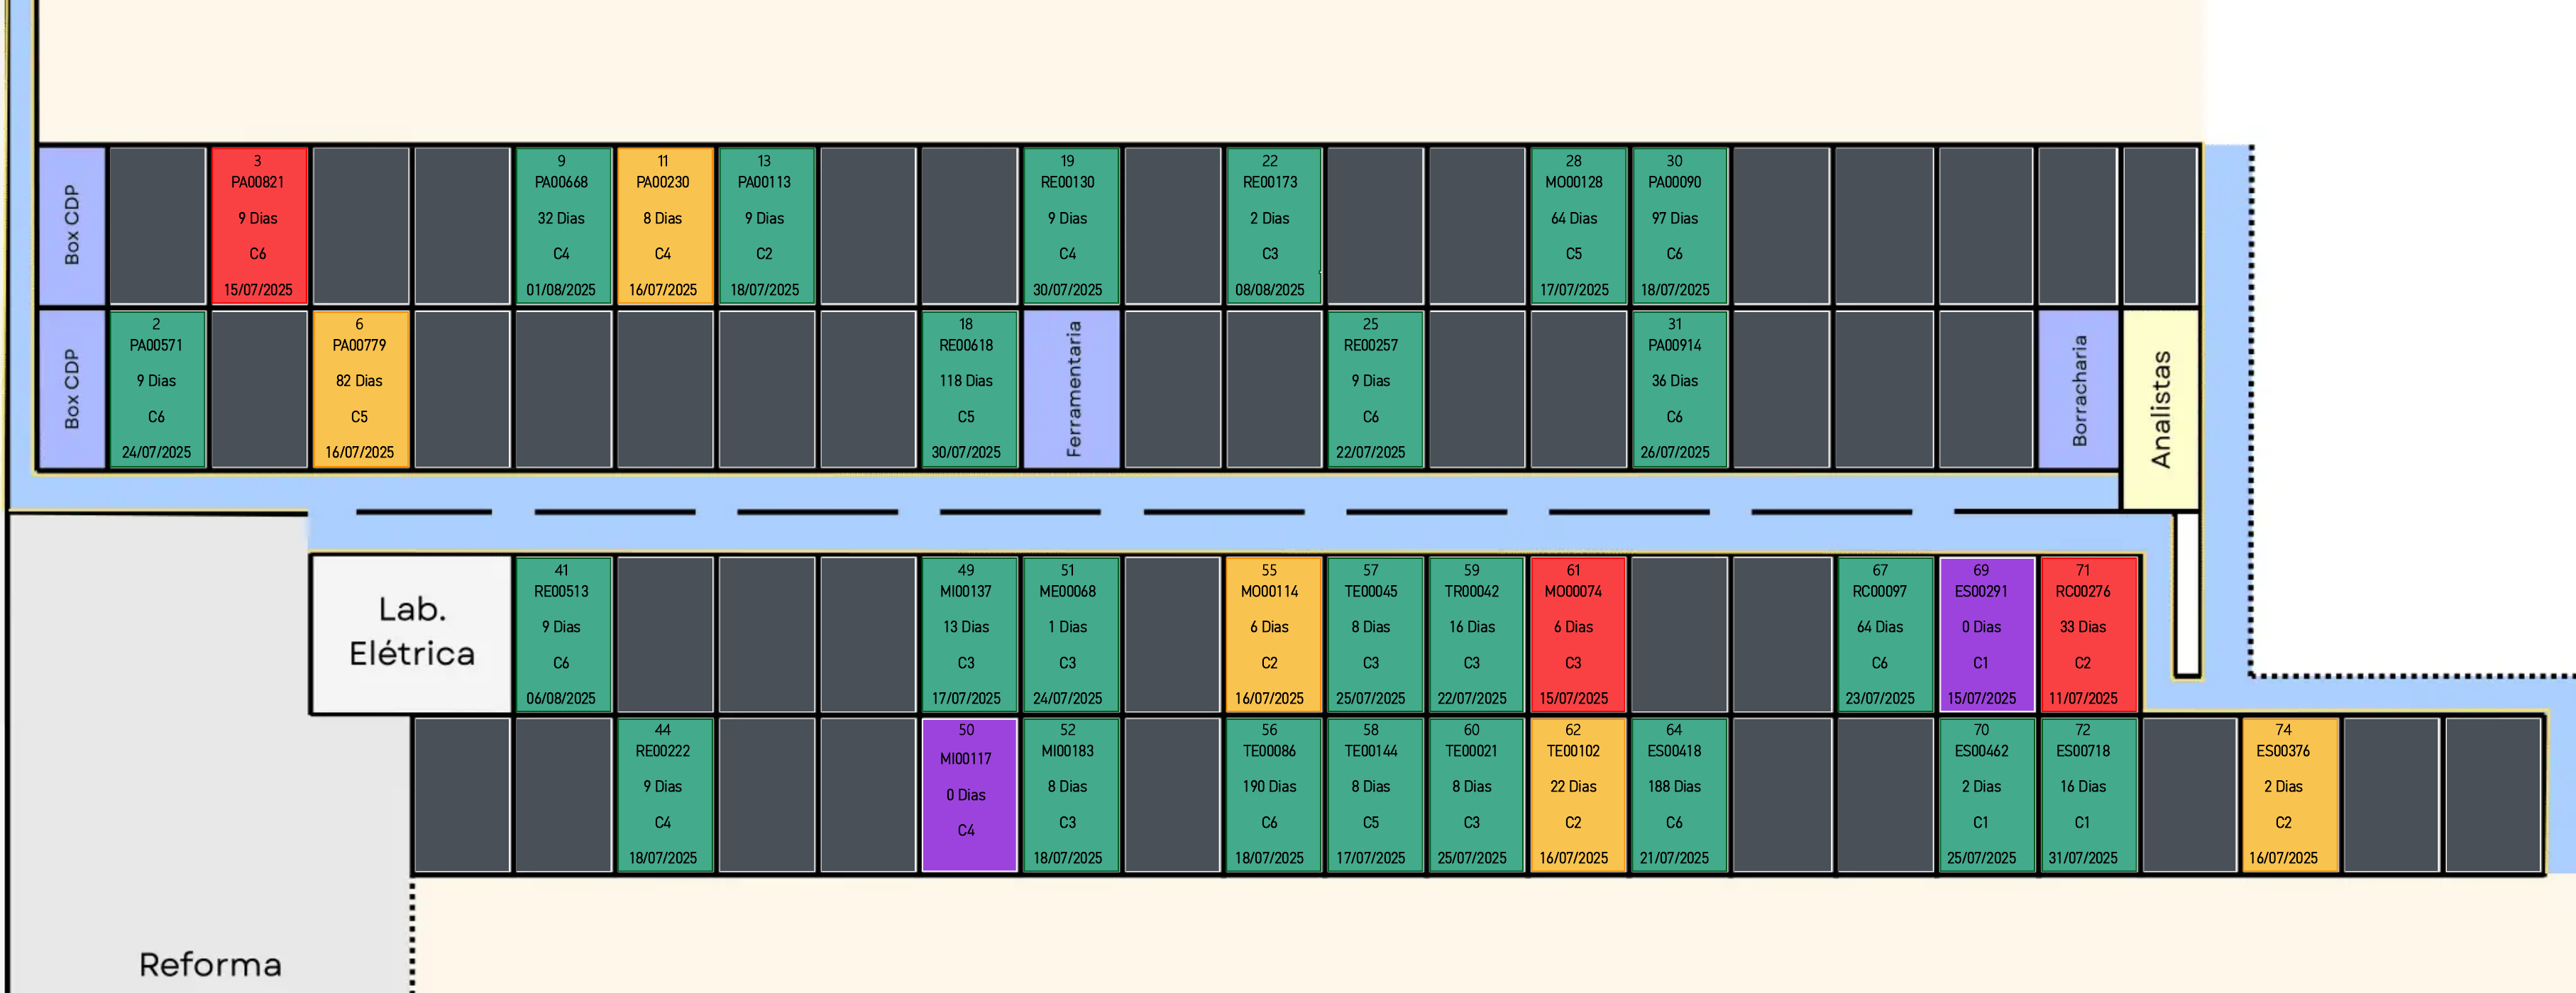 Box CDP
3
PA00821
9 Dias
C6
15/07/2025
9
PA00668
32 Dias
C4
01/08/2025
11
PA00230
8 Dias
C4
16/07/2025
13
PA00113
9 Dias
C2
18/07/2025
19
RE00130
9 Dias
C4
30/07/2025
22
RE00173
2 Dias
C3
08/08/2025
28
MO00128
64 Dias
C5
17/07/2025
30
PA00090
97 Dias
C6
18/07/2025
Box CDP
2
PA00571
9 Dias
C6
24/07/2025
6
PA00779
82 Dias
C5
16/07/2025
18
RE00618
118 Dias
C5
30/07/2025
Ferramentaria
25
RE00257
9 Dias
C6
22/07/2025
31
PA00914
36 Dias
C6
26/07/2025
Borracharia
Analistas
Lab.
Elétrica
41
RE00513
9 Dias
C6
06/08/2025
49
MI00137
13 Dias
C3
17/07/2025
51
ME00068
1 Dias
C3
24/07/2025
55
MO00114
6 Dias
C2
16/07/2025
57
TE00045
8 Dias
C3
25/07/2025
59
TR00042
16 Dias
C3
22/07/2025
61
MO00074
6 Dias
C3
15/07/2025
67
RC00097
64 Dias
C6
23/07/2025
69
ES00291
0 Dias
C1
15/07/2025
71
RC00276
33 Dias
C2
11/07/2025
44
RE00222
9 Dias
C4
18/07/2025
50
MI00117
0 Dias
C4
52
MI00183
8 Dias
C3
18/07/2025
56
TE00086
190 Dias
C6
18/07/2025
58
TE00144
8 Dias
C5
17/07/2025
60
TE00021
8 Dias
C3
25/07/2025
62
TE00102
22 Dias
C2
16/07/2025
64
ES00418
188 Dias
C6
21/07/2025
70
ES00462
2 Dias
C1
25/07/2025
72
ES00718
16 Dias
C1
31/07/2025
74
ES00376
2 Dias
C2
16/07/2025
Reforma